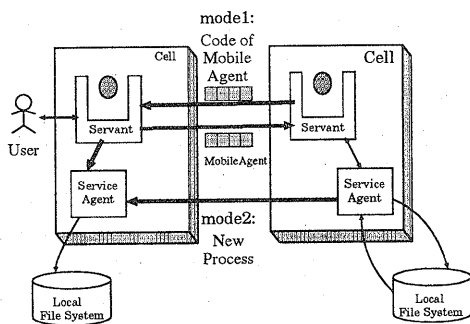 mode1:
Code of
Mobile
Agent
Cell
Cell
Servant
Servant
User
MobileAgent
Service
Agent
Service
Agent
mode2:
New
Process
Local
File System
Local
File System